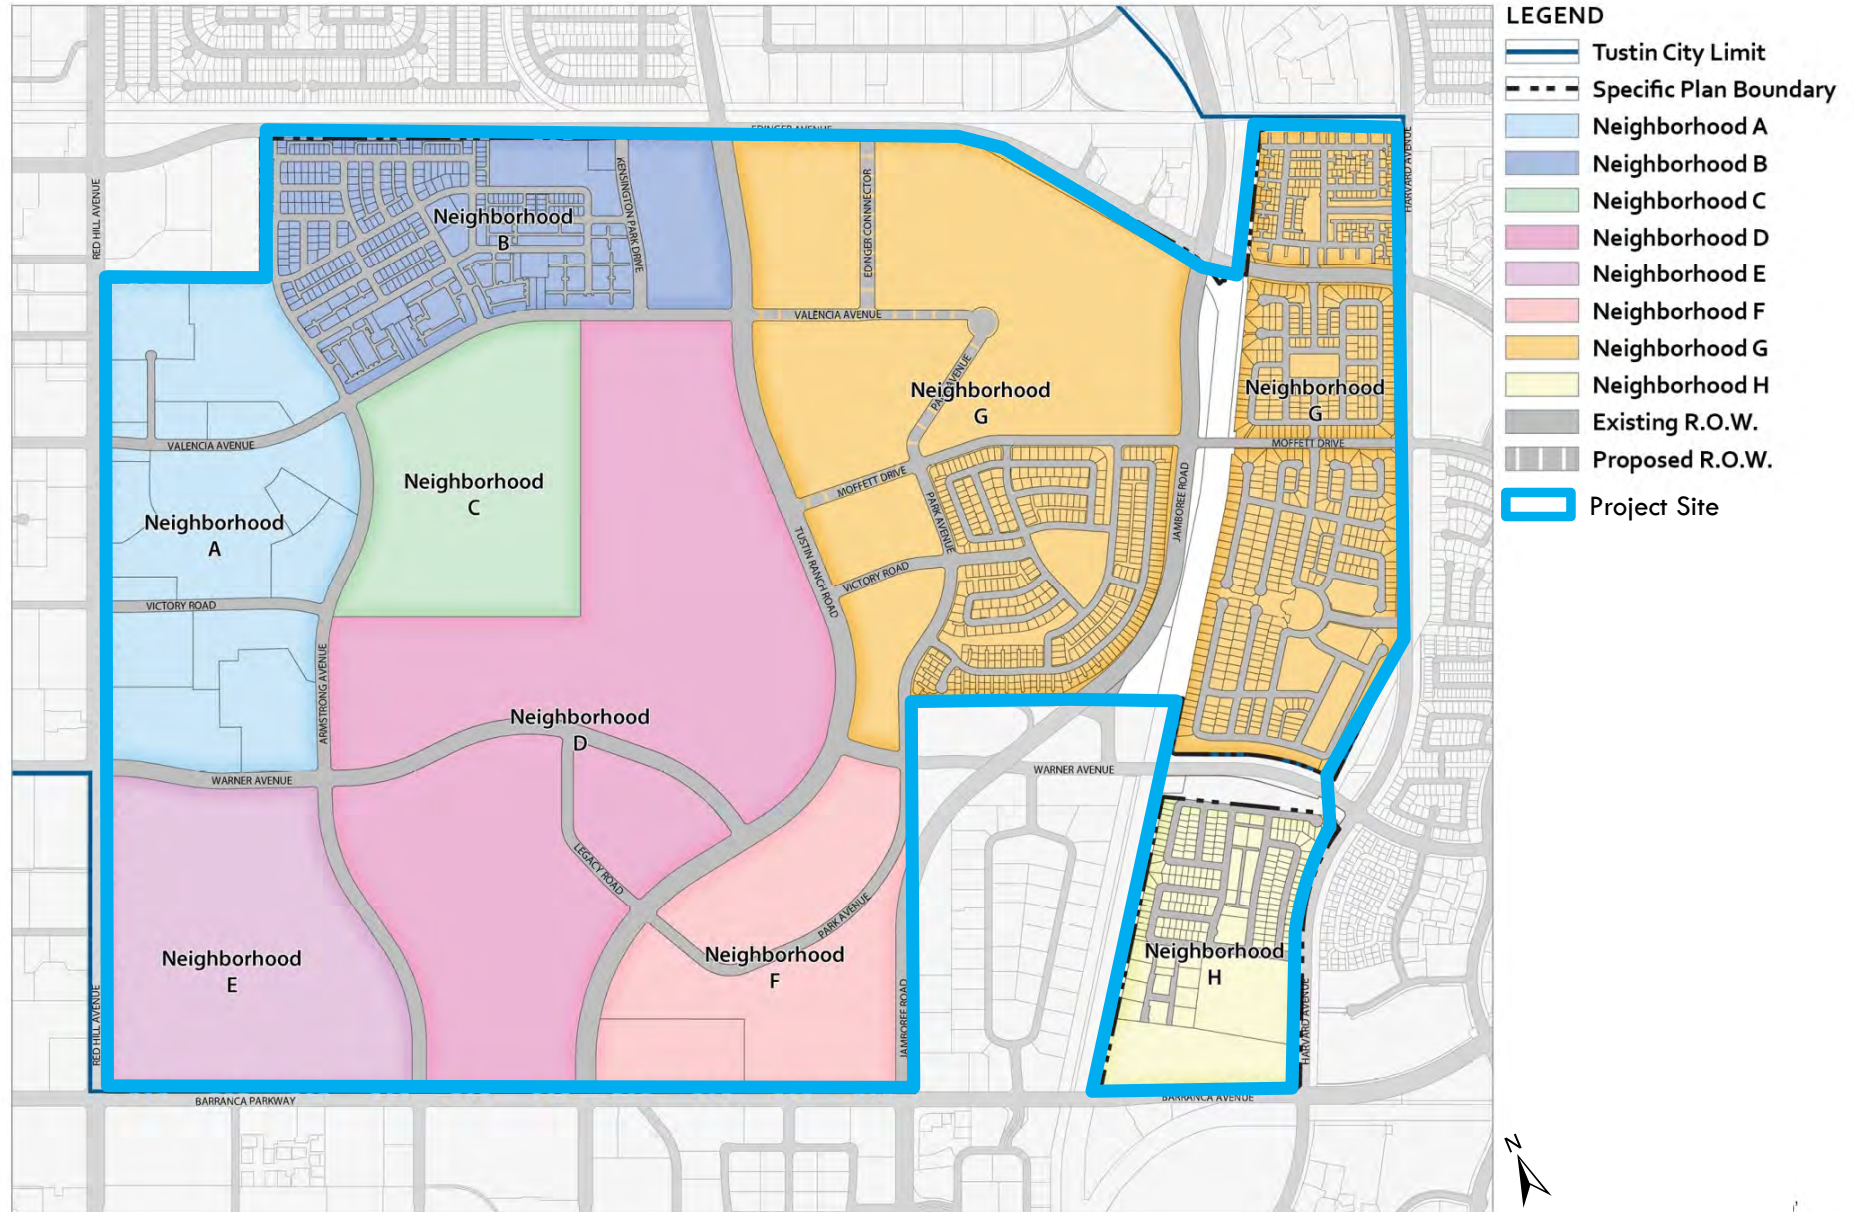 LEGEND
Tustin City Limit
Specific Plan Boundary
Neighborhood A
Neighborhood B
Neighborhood C
Neighborhood D
Neighborhood E
Neighborhood F
Neighborhood G
Neighborhood H
Existing R.O.W.
Proposed R.O.W.
Project Site
EDINGER AVENUE
RED HILL AVENUE
HARVARD AVENUE
KENSINGTON PARK DRIVE
EDINGER CONNNECTOR
Neighborhood
B
VALENCIA AVENUE
PARK AVENUE
Neighborhood
G
Neighborhood
G
VALENCIA AVENUE
MOFFETT DRIVE
MOFFETT DRIVE
Neighborhood
C
Neighborhood
A
PARK AVENUE
JAMBOREE ROAD
TUSTIN RANCH ROAD
VICTORY ROAD
VICTORY ROAD
ARMSTRONG AVENUE
Neighborhood
D
WARNER AVENUE
WARNER AVENUE
LEGACY ROAD
PARK AVENUE
Neighborhood
E
Neighborhood
F
Neighborhood
H
RED HILL AVENUE
JAMBOREE ROAD
HARVARD AVENUE
BARRANCA PARKWAY
BARRANCA AVENUE
N